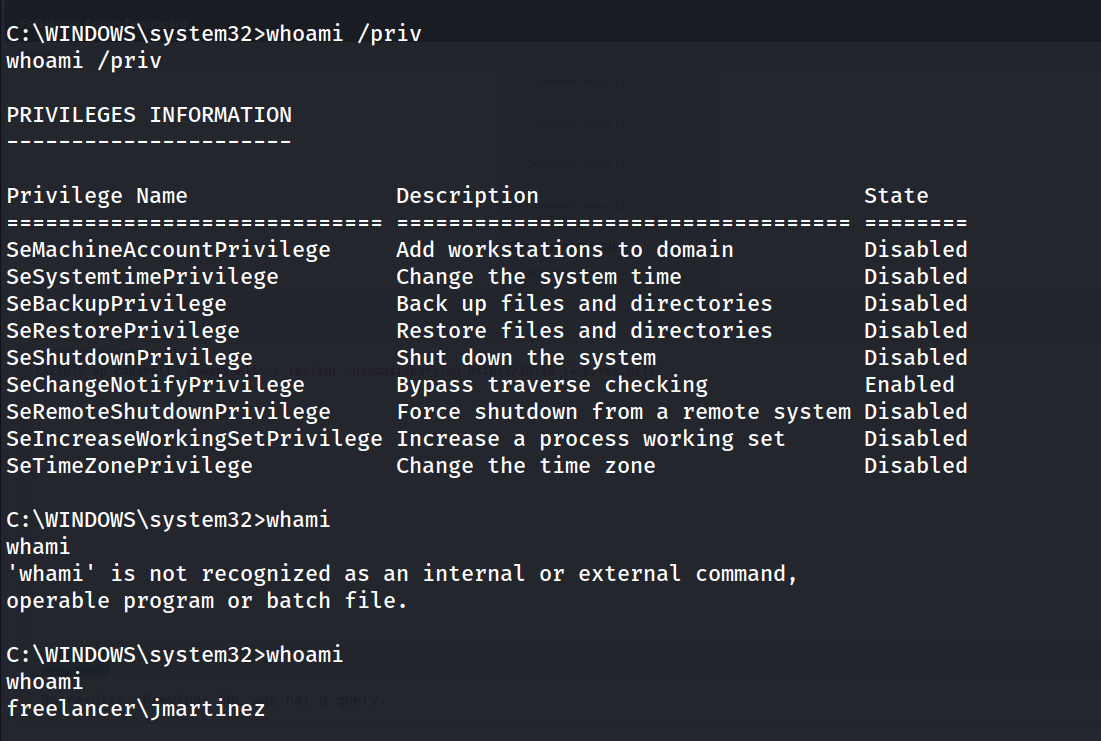 C:\WINDOWS\system32>whoami /priv
whoami /priv
PRIVILEGES INFORMATION
----------------------
Privilege Name                Description                         State
============================= =================================== ========
SeMachineAccountPrivilege     Add workstations to domain          Disabled
SeSystemtimePrivilege         Change the system time              Disabled
SeBackupPrivilege             Back up files and directories       Disabled
SeRestorePrivilege            Restore files and directories       Disabled
SeShutdownPrivilege           Shut down the system                Disabled
SeChangeNotifyPrivilege       Bypass traverse checking            Enabled
SeRemoteShutdownPrivilege     Force shutdown from a remote system Disabled
SeIncreaseWorkingSetPrivilege Increase a process working set      Disabled
SeTimeZonePrivilege           Change the time zone                Disabled
C:\WINDOWS\system32>whami
whami
'whami' is not recognized as an internal or external command,
operable program or batch file.
C:\WINDOWS\system32>whoami
whoami
freelancer\jmartinez